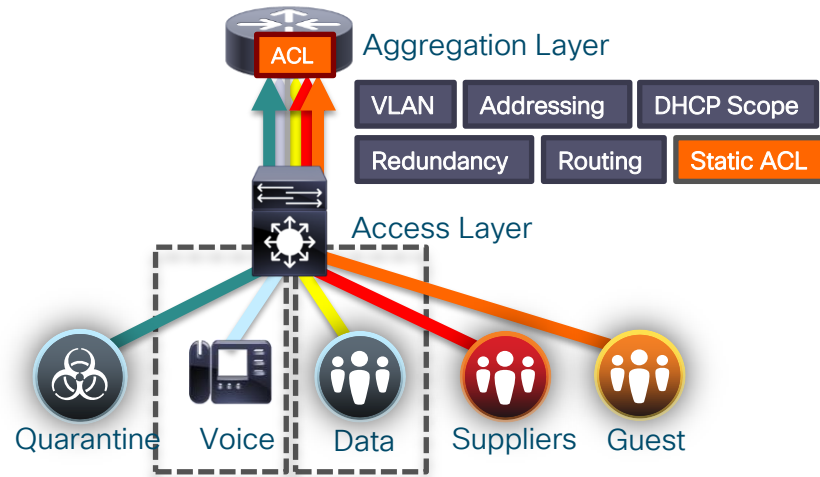 ACL
Aggregation Layer
VLAN Addressing DHCP Scope
Redundancy Routing Static ACL
Access Layer
Quarantine Voice Data Suppliers Guest